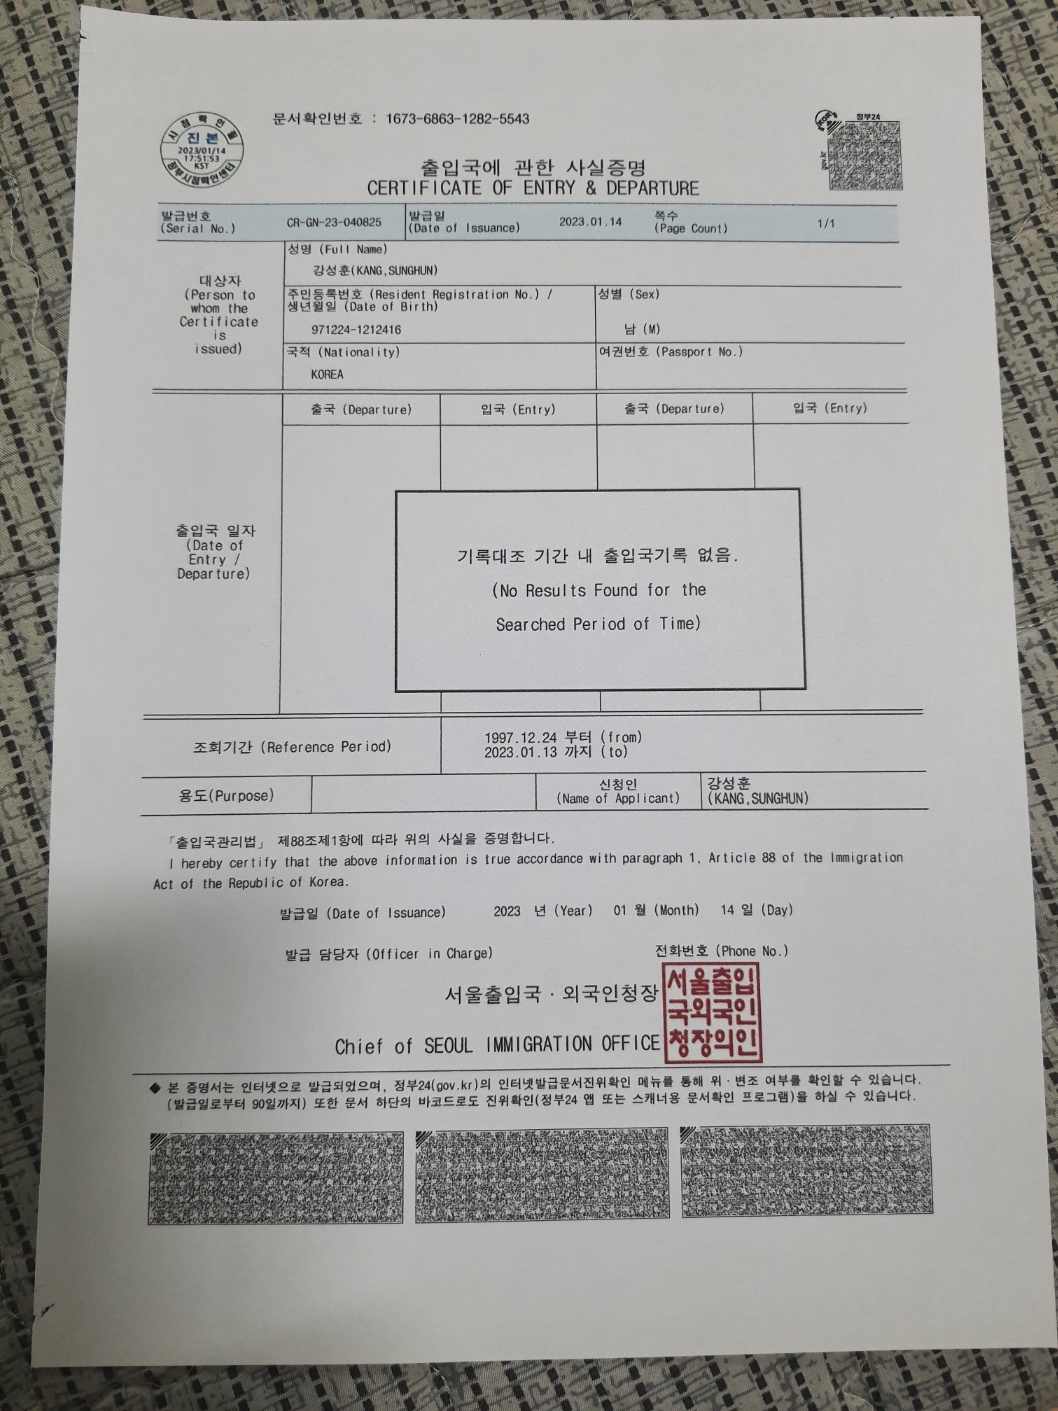 시 점 확 인 필
진 본
2023/01/14
17:51:53
KST
정부시점확인센터
문서확인번호 : 1673-6863-1282-5543
정부24
gov.kr
출입국에 관한 사실증명
CERTIFICATE OF ENTRY & DEPARTURE
발급번호
(Serial No.)
CR-GN-23-040825
발급일
(Date of Issuance)
2023.01.14
쪽수
(Page Count)
1/1
대상자
(Person to
whom the
Certificate
is
issued)
성명 (Full Name)
강성훈(KANG,SUNGHUN)
주민등록번호 (Resident Registration No.) /
생년월일 (Date of Birth)
971224-1212416
성별 (Sex)
남 (M)
국적 (Nationality)
KOREA
여권번호 (Passport No.)
출국 (Departure) 입국 (Entry) 출국 (Departure) 입국 (Entry)
출입국 일자
(Date of
Entry /
Departure)
기록대조 기간 내 출입국기록 없음.
(No Results Found for the
Searched Period of Time)
조회기간 (Reference Period)
1997.12.24 부터 (from)
2023.01.13 까지 (to)
용도(Purpose)
신청인
(Name of Applicant)
강성훈
(KANG,SUNGHUN)
「출입국관리법」 제88조제1항에 따라 위의 사실을 증명합니다.
I hereby certify that the above information is true accordance with paragraph 1, Article 88 of the Immigration
Act of the Republic of Korea.
발급일 (Date of Issuance) 2023 년 (Year) 01 월 (Month) 14 일 (Day)
발급 담당자 (Officer in Charge) 전화번호 (Phone No.)
서울출입국·외국인청장
Chief of SEOUL IMMIGRATION OFFICE
서울출입
국외국인
청장의인
◆ 본 증명서는 인터넷으로 발급되었으며, 정부24(gov.kr)의 인터넷발급문서진위확인 메뉴를 통해 위·변조 여부를 확인할 수 있습니다.
(발급일로부터 90일까지) 또한 문서 하단의 바코드로도 진위확인(정부24 앱 또는 스캐너용 문서확인 프로그램)을 하실 수 있습니다.